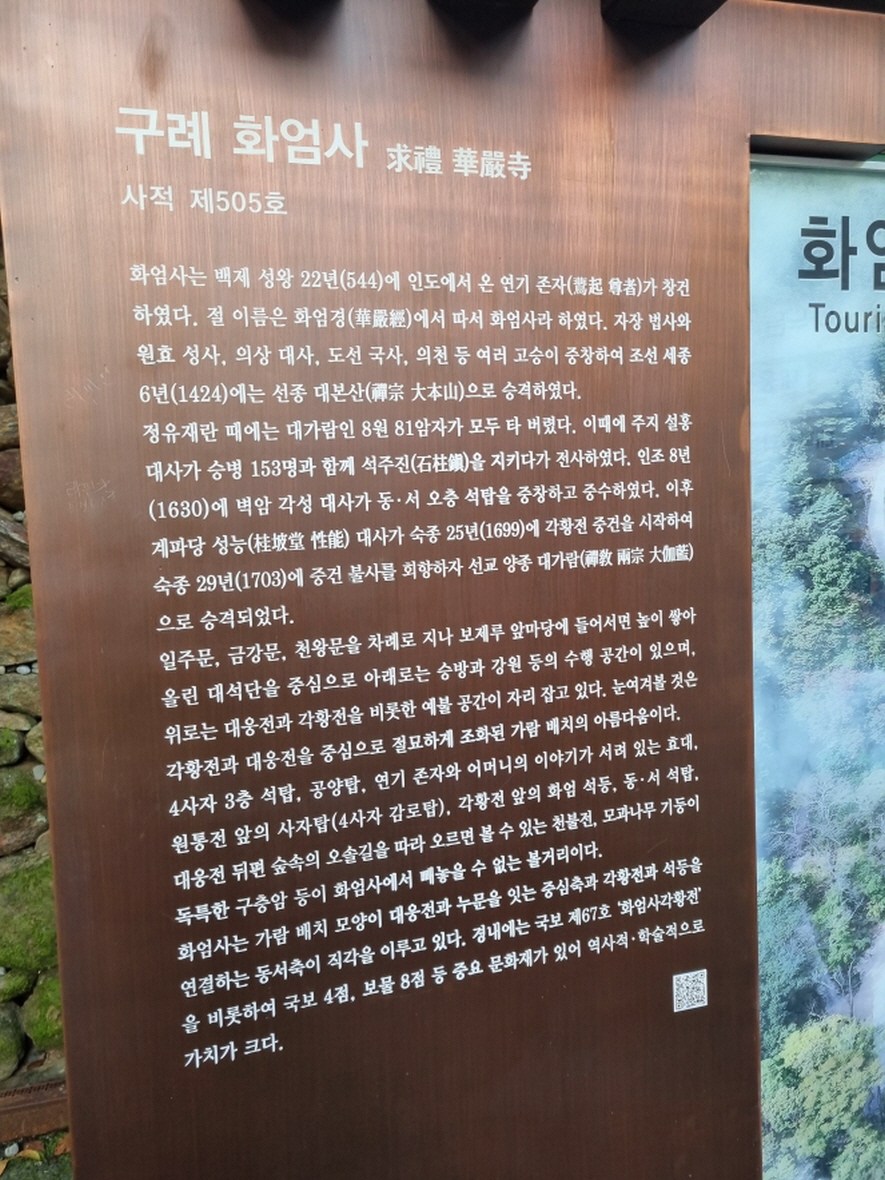 구례 화엄사 求禮 華嚴寺
사적 제505호
화엄사는 백제 성왕 22년(544)에 인도에서 온 연기 존자(鷰起 尊者)가 창건
하였다. 절 이름은 화엄경(華嚴經)에서 따서 화엄사라 하였다. 자장 법사와
원효 성사, 의상 대사, 도선 국사, 의천 등 여러 고승이 중창하여 조선 세종
6년(1424)에는 선종 대본산(禪宗 大本山)으로 승격하였다.
정유재란 때에는 대가람인 8원 81암자가 모두 타 버렸다. 이때에 주지 설홍
대사가 승병 153명과 함께 석주진(石柱鎭)을 지키다가 전사하였다. 인조 8년
(1630)에 벽암 각성 대사가 동·서 오층 석탑을 중창하고 중수하였다. 이후
계파당 성능(桂坡堂 性能) 대사가 숙종 25년(1699)에 각황전 중건을 시작하여
숙종 29년(1703)에 중건 불사를 회향하자 선교 양종 대가람(禪敎 兩宗 大伽藍)
으로 승격되었다.
일주문, 금강문, 천왕문을 차례로 지나 보제루 앞마당에 들어서면 높이 쌓아
올린 대석단을 중심으로 아래로는 승방과 강원 등의 수행 공간이 있으며,
위로는 대웅전과 각황전을 비롯한 예불 공간이 자리 잡고 있다. 눈여겨볼 것은
각황전과 대웅전을 중심으로 절묘하게 조화된 가람 배치의 아름다움이다.
4사자 3층 석탑, 공양탑, 연기 존자와 어머니의 이야기가 서려 있는 효대,
원통전 앞의 사자탑(4사자 감로탑), 각황전 앞의 화엄 석등, 동·서 석탑,
대웅전 뒤편 숲속의 오솔길을 따라 오르면 볼 수 있는 천불전, 모과나무 기둥이
독특한 구층암 등이 화엄사에서 빼놓을 수 없는 볼거리이다.
화엄사는 가람 배치 모양이 대웅전과 누문을 잇는 중심축과 각황전과 석등을
연결하는 동서축이 직각을 이루고 있다. 경내에는 국보 제67호 '화엄사각황전'
을 비롯하여 국보 4점, 보물 8점 등 중요 문화재가 있어 역사적·학술적으로
가치가 크다.
화엄
Touri